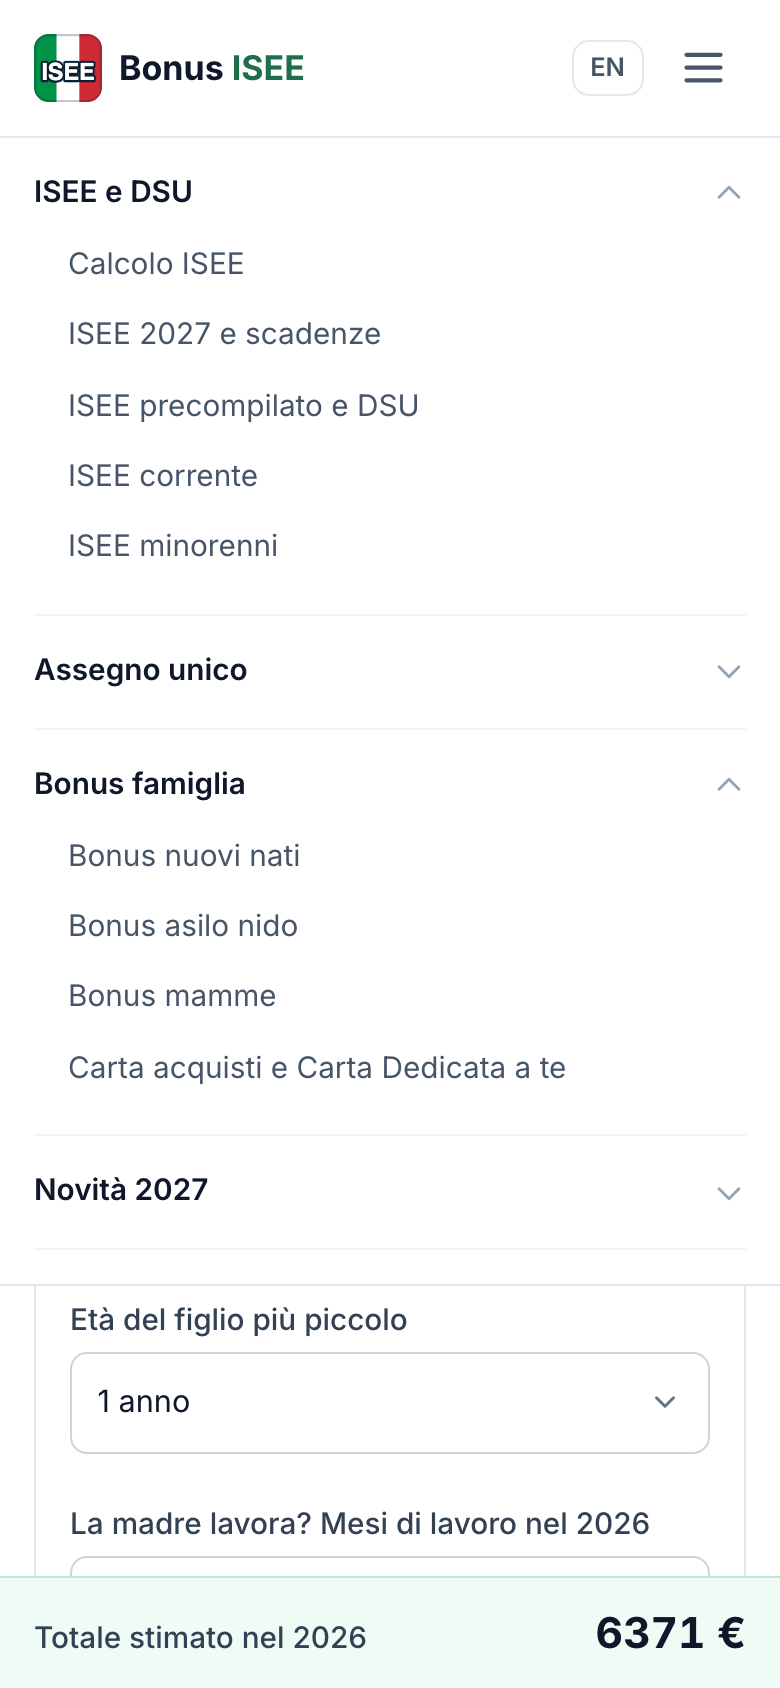 ISEE
Bonus ISEE
EN
ISEE e DSU
Calcolo ISEE
ISEE 2027 e scadenze
ISEE precompilato e DSU
ISEE corrente
ISEE minorenni
Assegno unico
Bonus famiglia
Bonus nuovi nati
Bonus asilo nido
Bonus mamme
Carta acquisti e Carta Dedicata a te
Novità 2027
Età del figlio più piccolo
1 anno
La madre lavora? Mesi di lavoro nel 2026
Totale stimato nel 2026
6371 €